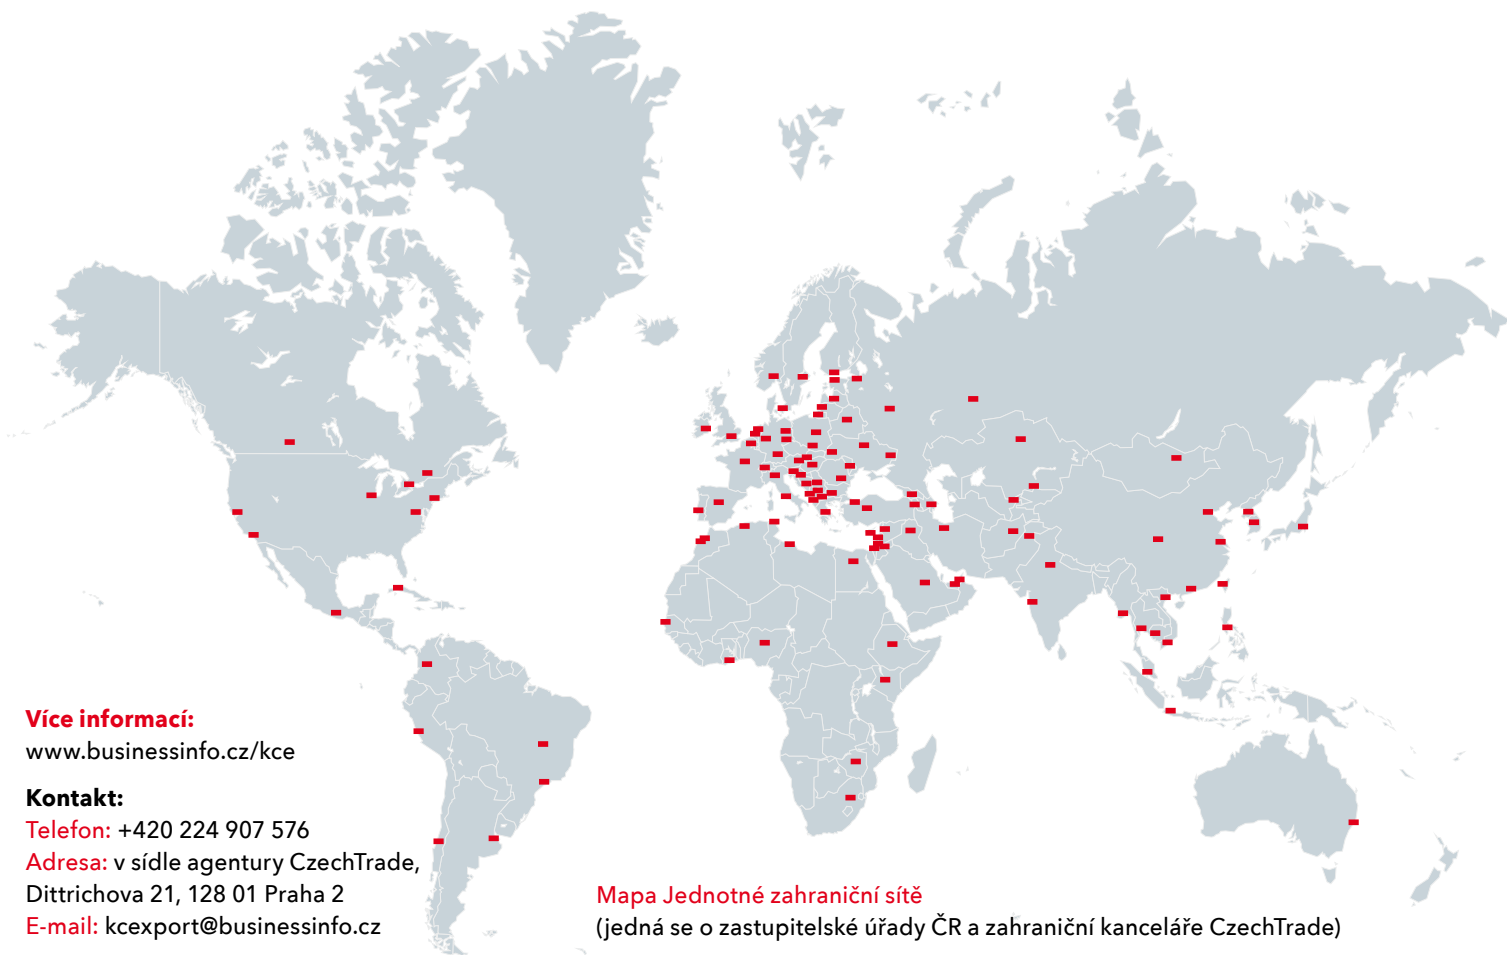 Více informací:
www.businessinfo.cz/kce
Kontakt:
Telefon: +420 224 907 576
Adresa: v sídle agentury CzechTrade,
Dittrichova 21, 128 01 Praha 2
E-mail: kcexport@businessinfo.cz
Mapa Jednotné zahraniční sítě
(jedná se o zastupitelské úřady ČR a zahraniční kanceláře CzechTrade)